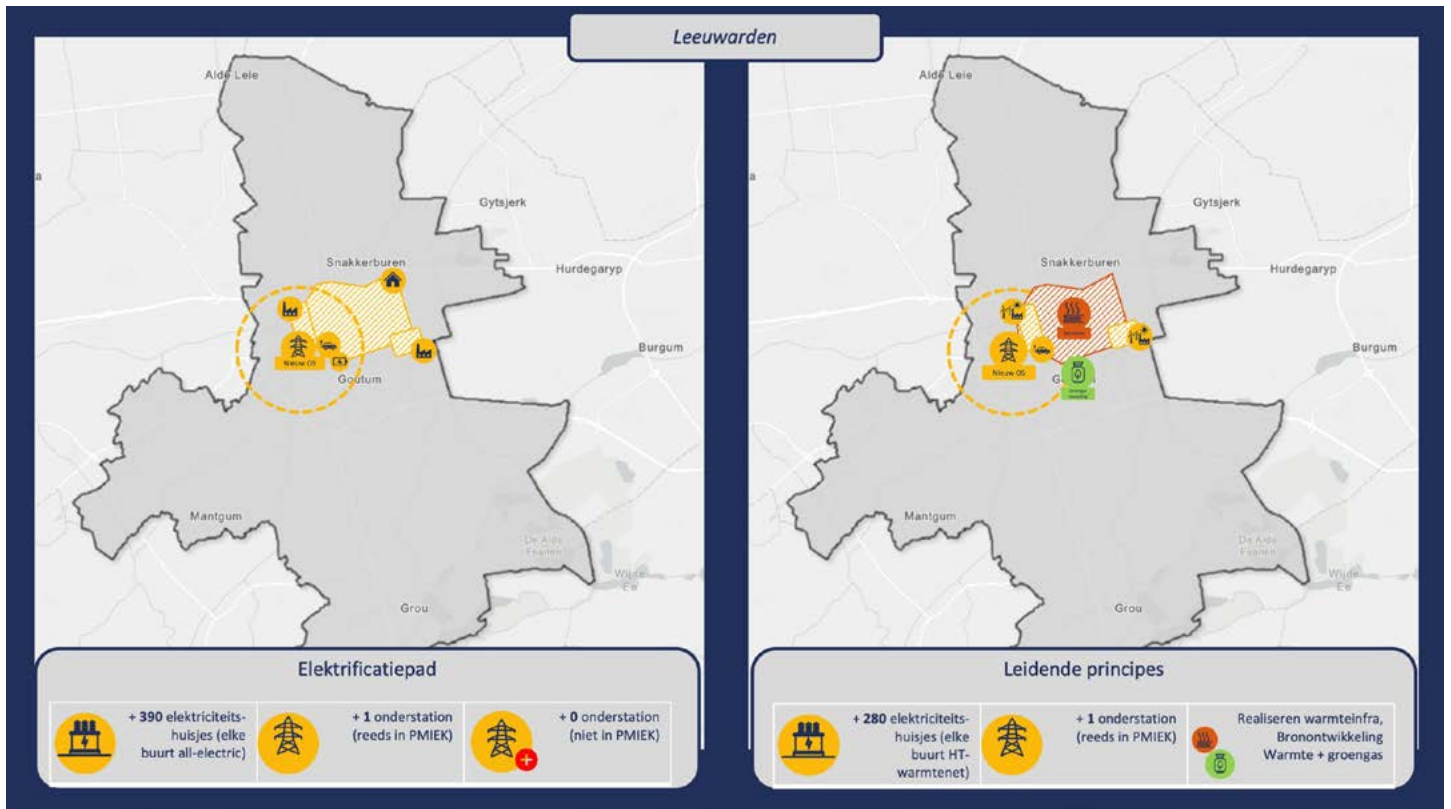 Leeuwarden
Alde Leie
a
Gytsjerk
Snakkerburen
Hurdegaryp
Burgum
Nieuw OS
Goutum
Mantgum
De Alde
Feanen
Wijde
Ee
Grou
Elektrificatiepad
+ 390 elektriciteits-
huisjes (elke
buurt all-electric)
+ 1 onderstation
(reeds in PMIEK)
+ 0 onderstation
(niet in PMIEK)
Alde Leie
a
Gytsjerk
Snakkerburen
Hurdegaryp
Burgum
Nieuw OS
Mantgum
De Alde
Feanen
Wijde
Ee
Grou
Leidende principes
+ 280 elektriciteits-
huisjes (elke
buurt HT-
warmtenet)
+ 1 onderstation
(reeds in PMIEK)
Realiseren warmteinfra,
Bronontwikkeling
Warmte + groengas